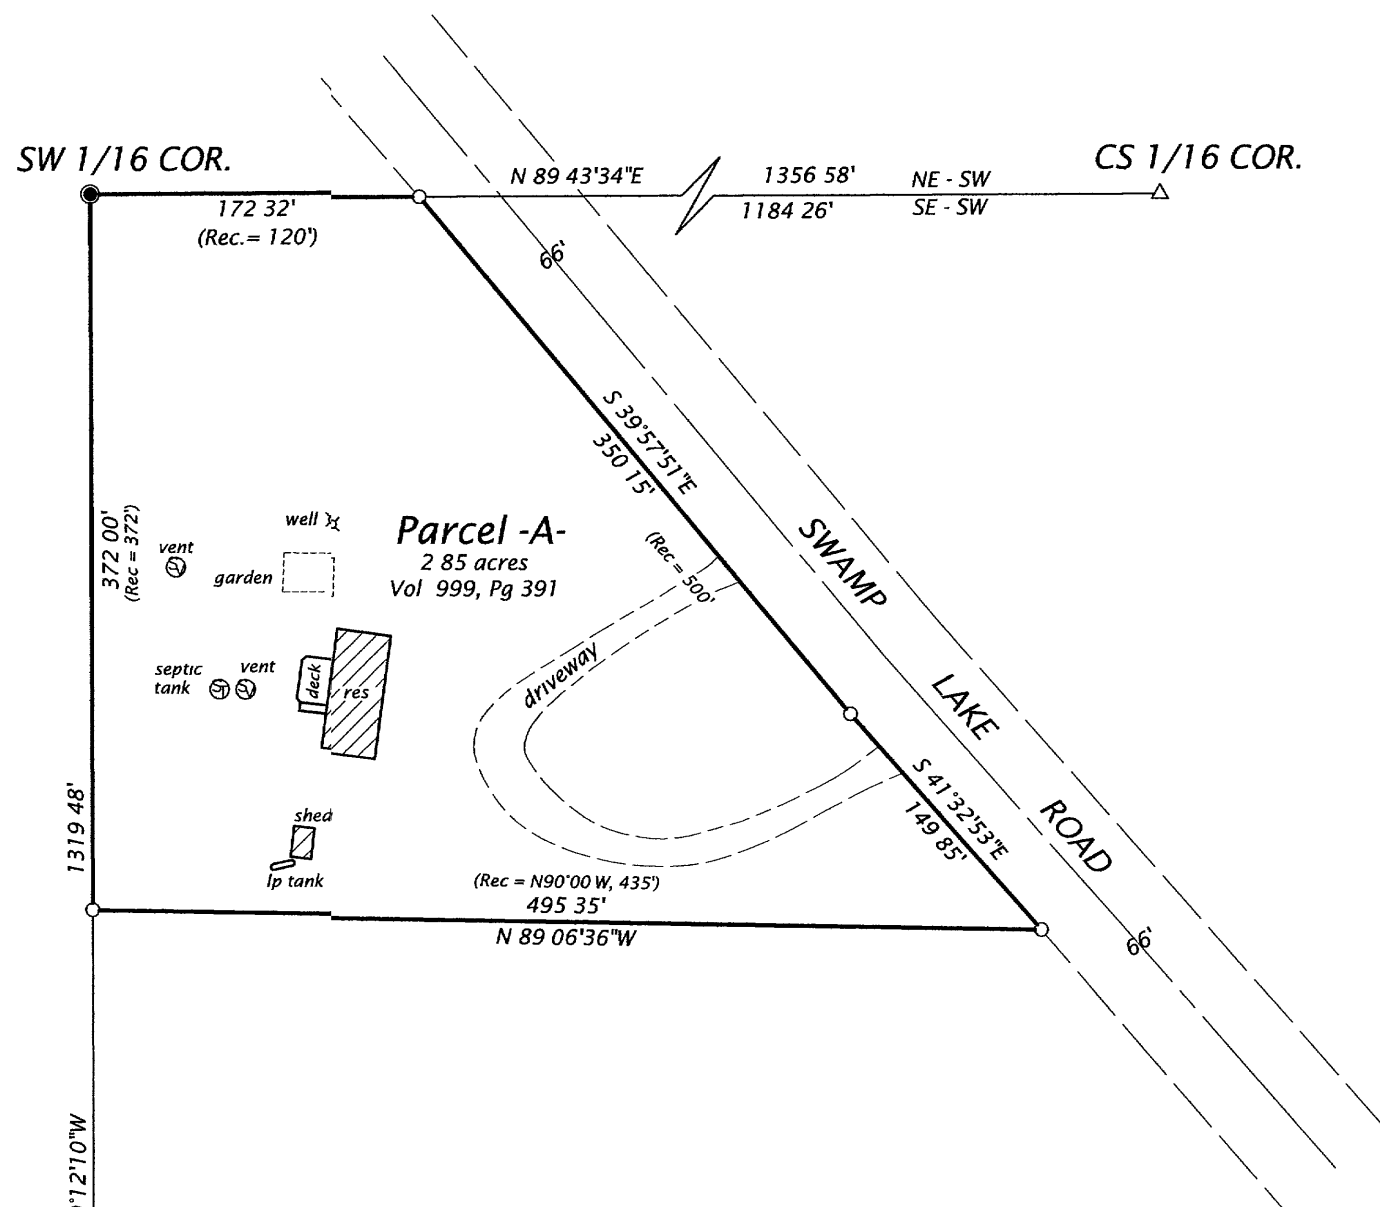 SW 1/16 COR.
CS 1/16 COR.
N 89 43'34"E
1356 58'
NE - SW
172 32'
1184 26'
SE - SW
(Rec.= 120')
66'
S 39°57'51"E
350 15'
(Rec = 500')
372 00'
(Rec = 372')
well
Parcel -A-
2 85 acres
Vol 999, Pg 391
vent
garden
SWAMP
LAKE
ROAD
septic
tank
vent
deck
res
driveway
S 41°32'53"E
149 85'
1319 48'
shed
lp tank
(Rec = N90°00 W, 435')
495 35'
N 89 06'36"W
66'
°12'10"W